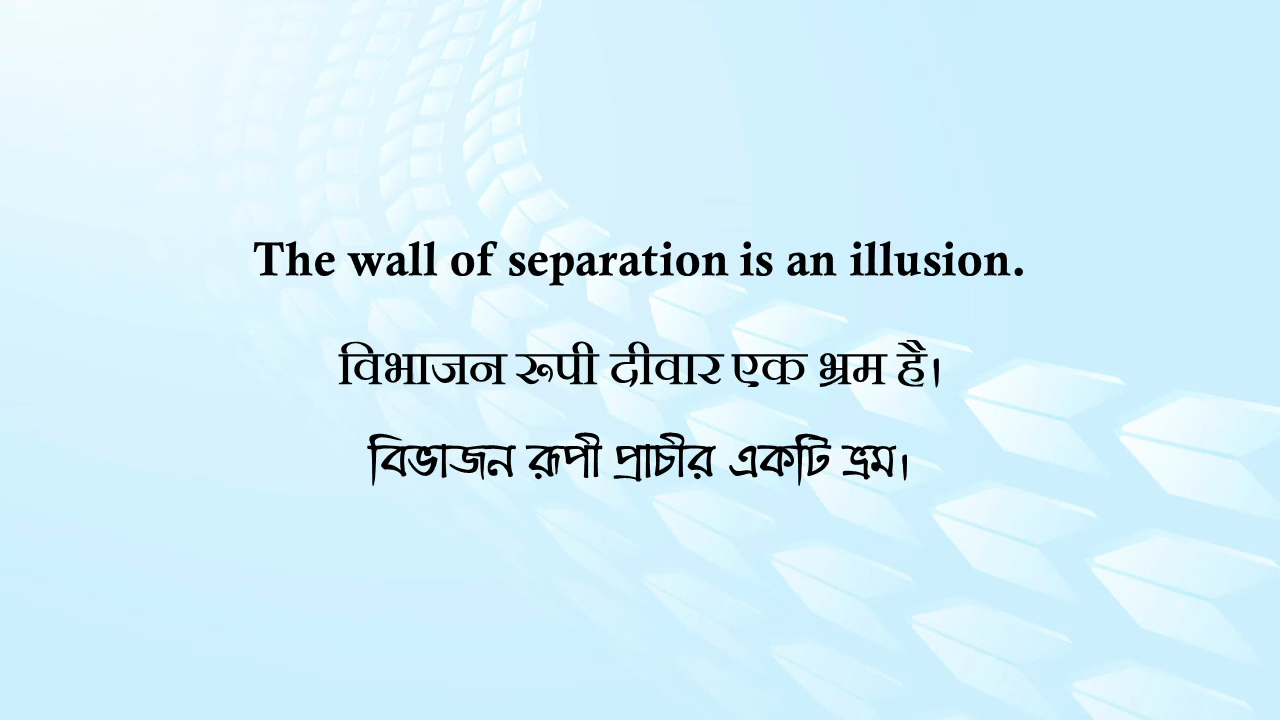 The wall of separation is an illusion.
विभाजन रूपी दीवार एक भ्रम है।
বিভাজন রূপী প্রাচীর একটি ভ্রম।